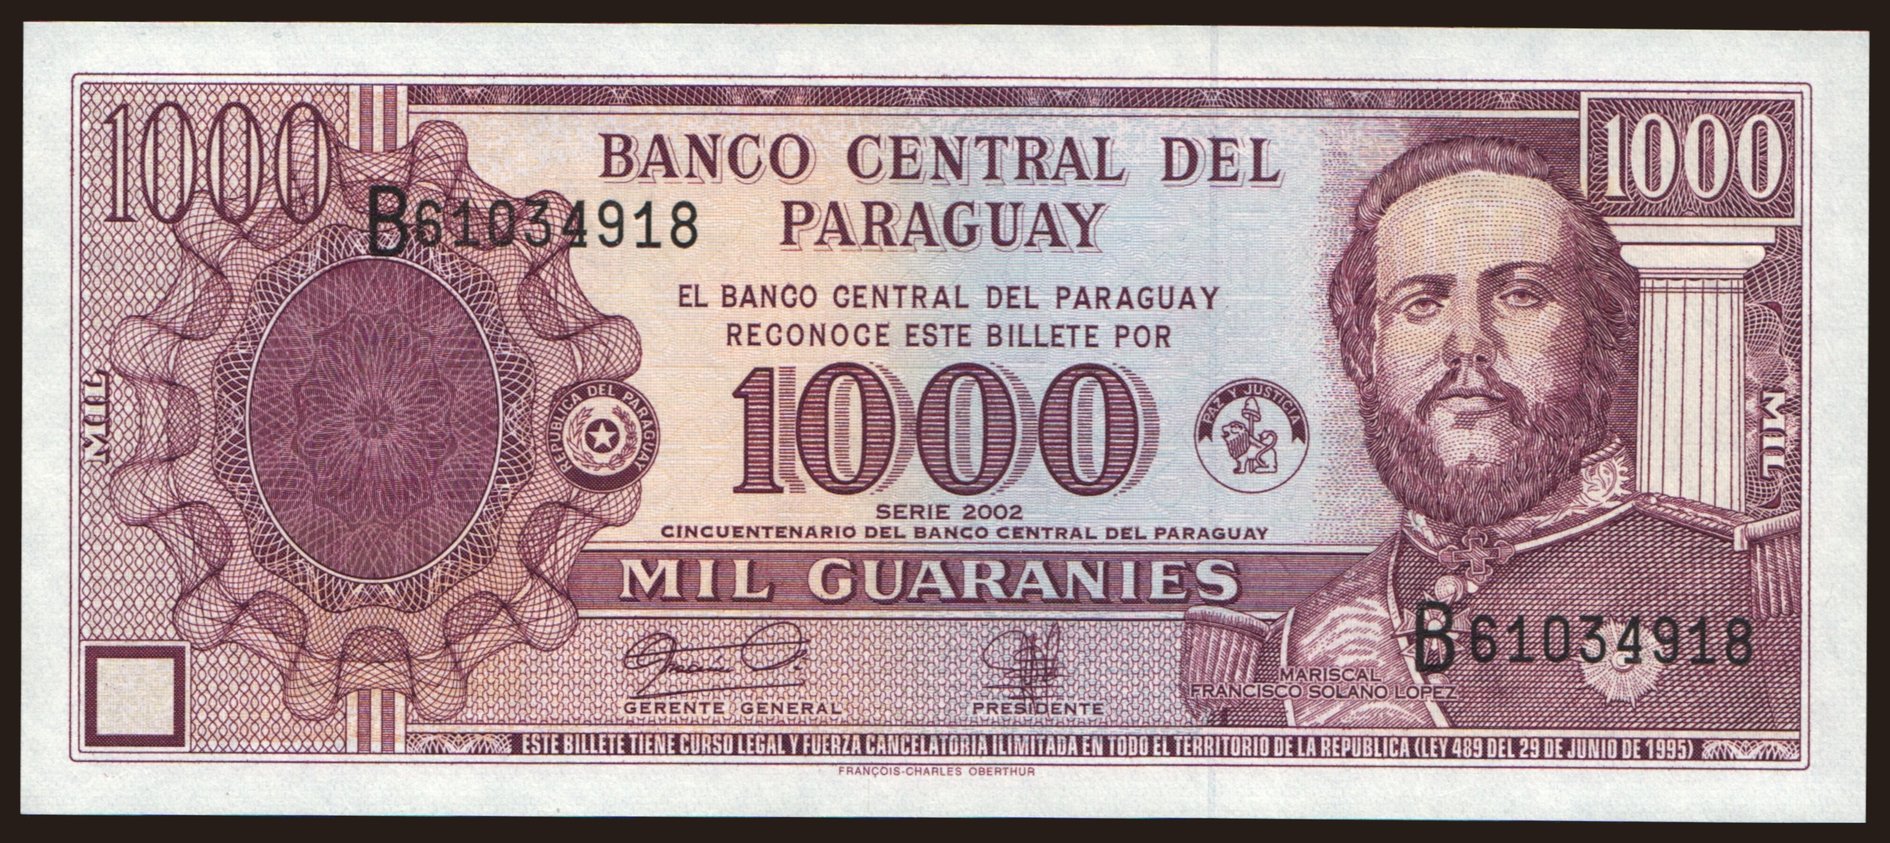 1000
1000
BANCO CENTRAL DEL
PARAGUAY
B61034918
EL BANCO CENTRAL DEL PARAGUAY
RECONOCE ESTE BILLETE POR
1000
REPUBLICA DEL PARAGUAY
PAZ Y JUSTICIA
MIL
MIL
SERIE 2002
CINCUENTENARIO DEL BANCO CENTRAL DEL PARAGUAY
MIL GUARANIES
B61034918
MARISCAL
FRANCISCO SOLANO LOPEZ
GERENTE GENERAL
PRESIDENTE
ESTE BILLETE TIENE CURSO LEGAL Y FUERZA CANCELATORIA ILIMITADA EN TODO EL TERRITORIO DE LA REPUBLICA (LEY 489 DEL 29 DE JUNIO DE 1995)
FRANÇOIS-CHARLES OBERTHUR